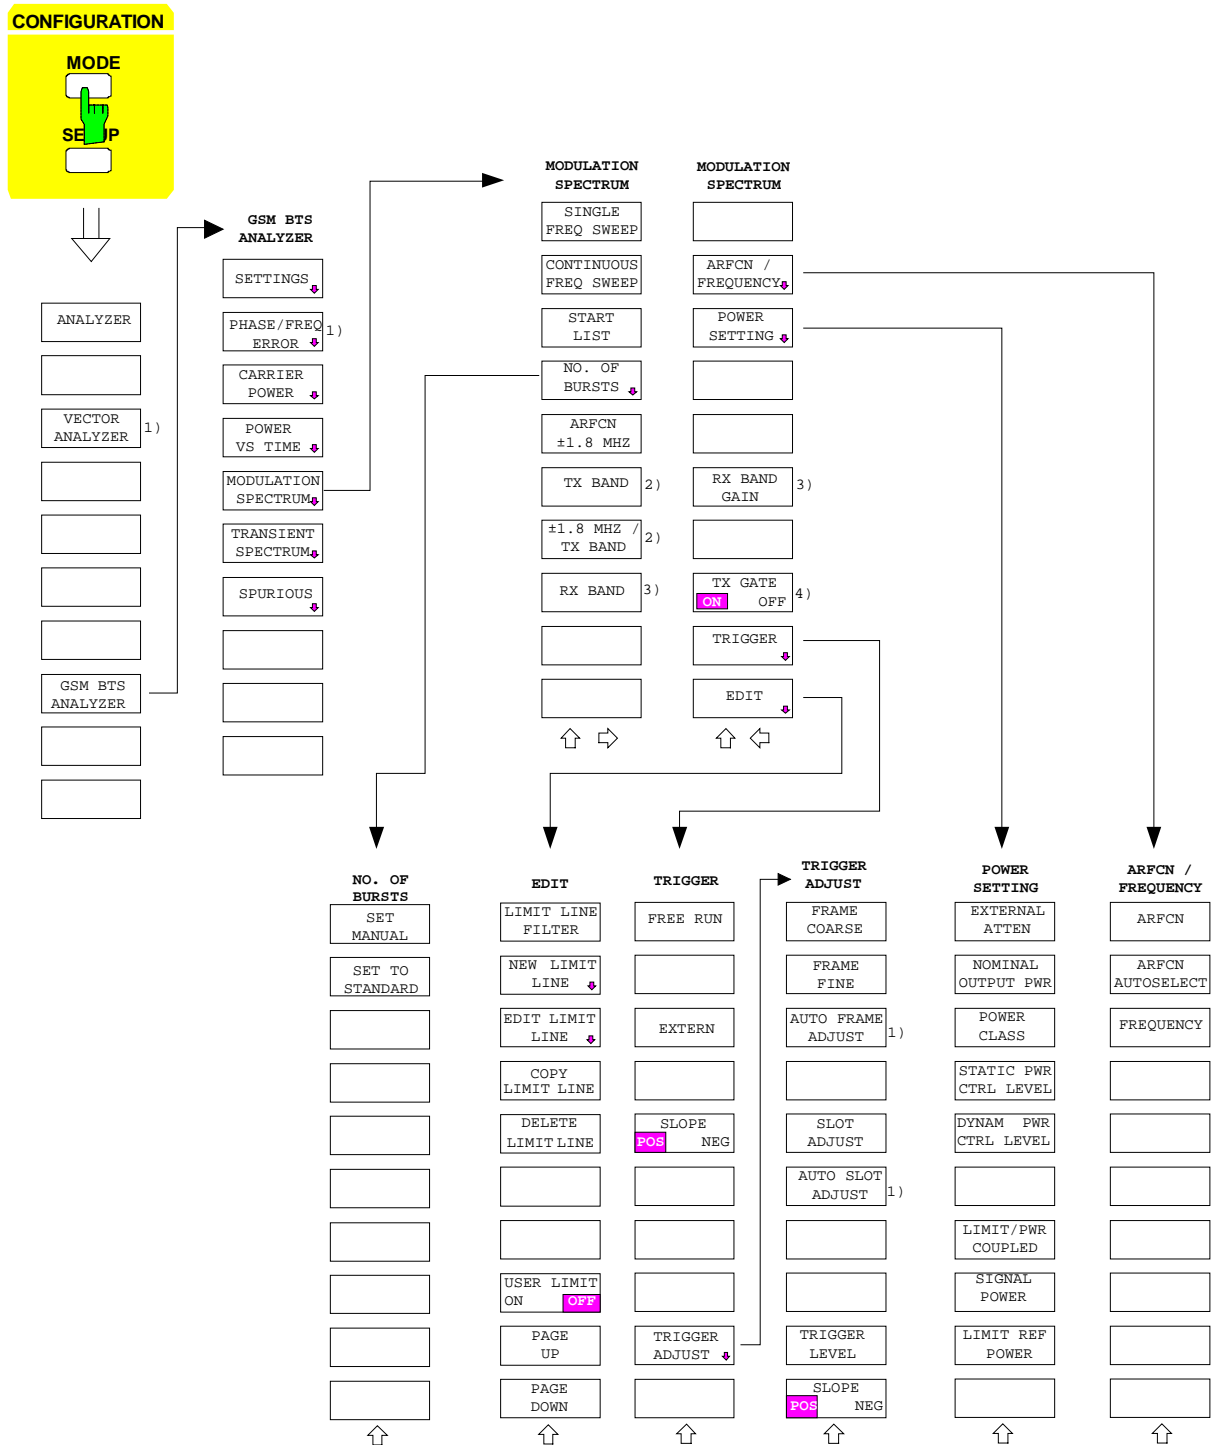 CONFIGURATION
MODE
SE UP
ANALYZER
VECTOR
ANALYZER 1)
GSM BTS
ANALYZER
GSM BTS
ANALYZER
SETTINGS
PHASE/FREQ 1)
ERROR
CARRIER
POWER
POWER
VS TIME
MODULATION
SPECTRUM
TRANSIENT
SPECTRUM
SPURIOUS
MODULATION
SPECTRUM
SINGLE
FREQ SWEEP
CONTINUOUS
FREQ SWEEP
START
LIST
NO. OF
BURSTS
ARFCN
±1.8 MHZ
TX BAND 2)
±1.8 MHZ /
TX BAND 2)
RX BAND 3)
MODULATION
SPECTRUM
ARFCN /
FREQUENCY
POWER
SETTING
RX BAND 3)
GAIN
TX GATE
ON OFF 4)
TRIGGER
EDIT
NO. OF
BURSTS
SET
MANUAL
SET TO
STANDARD
EDIT
LIMIT LINE
FILTER
NEW LIMIT
LINE
EDIT LIMIT
LINE
COPY
LIMIT LINE
DELETE
LIMIT LINE
USER LIMIT
ON OFF
PAGE
UP
PAGE
DOWN
TRIGGER
FREE RUN
EXTERN
SLOPE
POS NEG
TRIGGER
ADJUST
TRIGGER
ADJUST
FRAME
COARSE
FRAME
FINE
AUTO FRAME
ADJUST 1)
SLOT
ADJUST
AUTO SLOT
ADJUST 1)
TRIGGER
LEVEL
SLOPE
POS NEG
POWER
SETTING
EXTERNAL
ATTEN
NOMINAL
OUTPUT PWR
POWER
CLASS
STATIC PWR
CTRL LEVEL
DYNAM PWR
CTRL LEVEL
LIMIT/PWR
COUPLED
SIGNAL
POWER
LIMIT REF
POWER
ARFCN /
FREQUENCY
ARFCN
ARFCN
AUTOSELECT
FREQUENCY